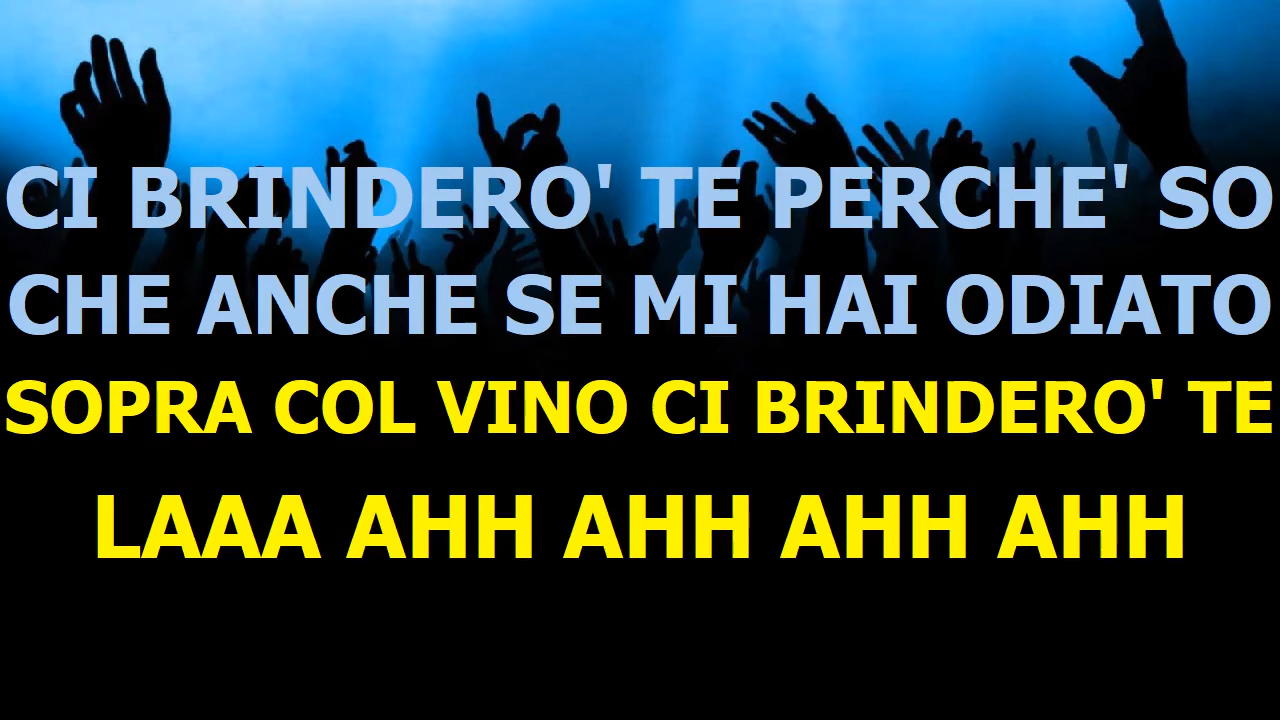 CI BRINDERO' TE PERCHE' SO
CHE ANCHE SE MI HAI ODIATO
SOPRA COL VINO CI BRINDERO' TE
LAAA AHH AHH AHH AHH